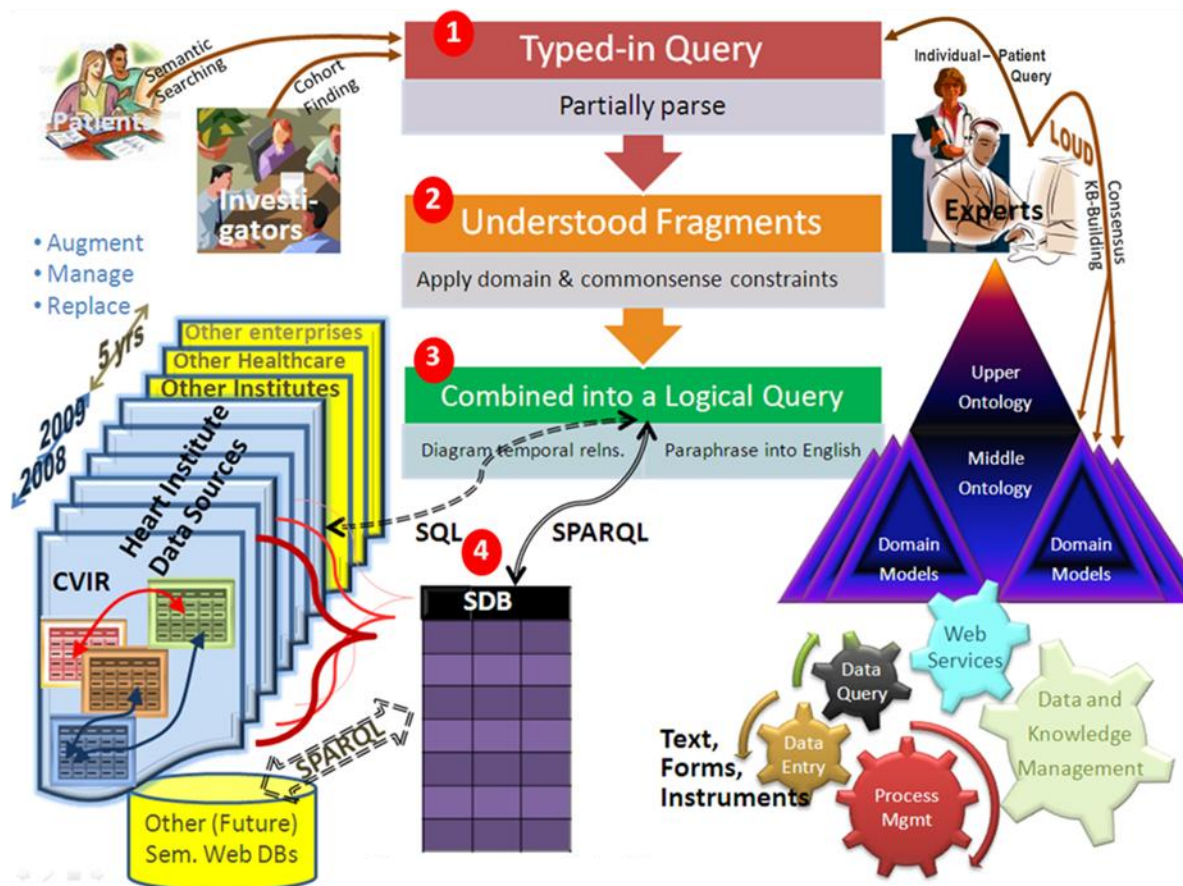 1
Typed-in Query
Partially parse
Semantic
Searching
Patients
Cohort
Finding
Investi-
gators
Individual – Patient
Query
LOUD
Experts
Consensus
KB-Building
2
Understood Fragments
Apply domain & commonsense constraints
• Augment
• Manage
• Replace
5 yrs
2009
2008
Other enterprises
Other Healthcare
Other Institutes
Heart Institute
Data Sources
CVIR
3
Combined into a Logical Query
Diagram temporal relns.
Paraphrase into English
SQL
SPARQL
4
SDB
SPARQL
Other (Future)
Sem. Web DBs
Upper
Ontology
Middle
Ontology
Domain
Models
Domain
Models
Web
Services
Data
Query
Data and
Knowledge
Management
Text,
Forms,
Instruments
Data
Entry
Process
Mgmt